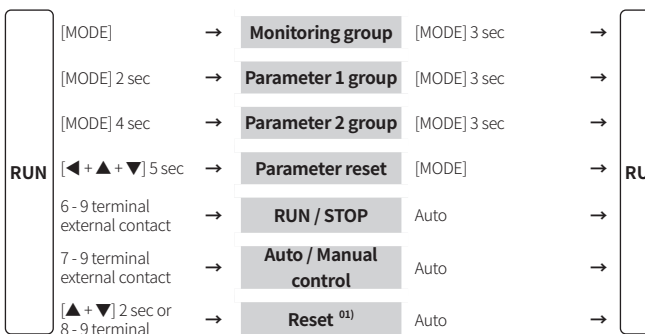 [MODE] → Monitoring group [MODE] 3 sec →
[MODE] 2 sec → Parameter 1 group [MODE] 3 sec →
[MODE] 4 sec → Parameter 2 group [MODE] 3 sec →
RUN [◀ + ▲ + ▼] 5 sec → Parameter reset [MODE] → RU
6 - 9 terminal
external contact → RUN / STOP Auto →
7 - 9 terminal
external contact → Auto / Manual
control Auto →
[▲ + ▼] 2 sec or
8 - 9 terminal → Reset 01) Auto →